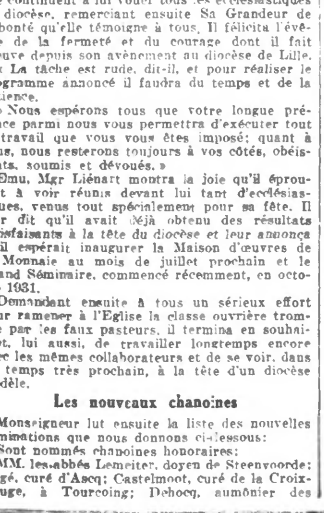 continuent à lui vouer tous les ecclésiastiques
diocèse, remerciant ensuite Sa Grandeur de
bonté qu'elle témoigne à tous. Il félicita l'évê-
e de la fermeté et du courage dont il fait
euve depuis son avènement au diocèse de Lille.
« La tâche est rude, dit-il, et pour réaliser le
ogramme annoncé il faudra du temps et de la
ience.
Nous espérons tous que votre longue pré-
ce parmi nous vous permettra d'exécuter tout
travail que vous vous êtes imposé; quant à
us, nous resterons toujours à vos côtés, obéis-
nts, soumis et dévoués. »
Emu, Mgr Liénart montra la joie qu'il éprou-
t à voir réunis devant lui tant d'ecclésias-
ues, venus tout spécialement pour sa fête. Il
r dit qu'il avait déjà obtenu des résultats
tisfaisants à la tête du diocèse et leur annonça
'il espérait inaugurer la Maison d'œuvres de
Monnaie au mois de juillet prochain et le
and Séminaire, commencé récemment, en octo-
1931.
Demandant ensuite à tous un sérieux effort
ur ramener à l'Eglise la classe ouvrière trom-
e par les faux pasteurs, il termina en souhai-
t, lui aussi, de travailler longtemps encore
ec les mêmes collaborateurs et de se voir, dans
temps très prochain, à la tête d'un diocèse
dèle.
Les nouveaux chanoines
Monseigneur lut ensuite la liste des nouvelles
minations que nous donnons ci-dessous:
Sont nommés chanoines honoraires:
MM. les abbés Lemeiter, doyen de Steenvoorde;
gé, curé d'Ascq; Castelmoot, curé de la Croix-
uge, à Tourcoing; Dehocq, aumônier des